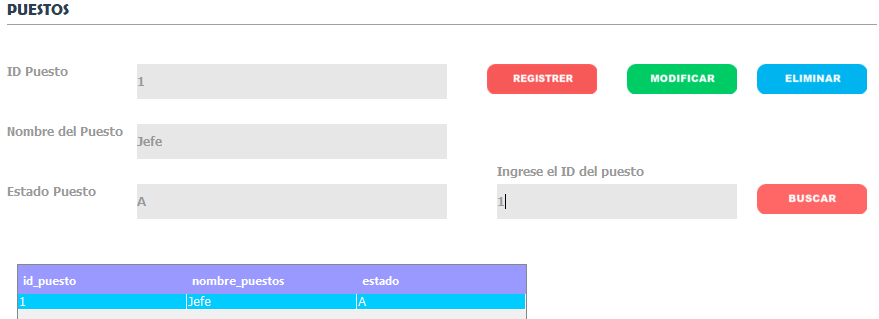 PUESTOS
ID Puesto
1
REGISTRER
MODIFICAR
ELIMINAR
Nombre del Puesto
Jefe
Ingrese el ID del puesto
Estado Puesto
A
1
BUSCAR
id_puesto nombre_puestos estado
1 Jefe A